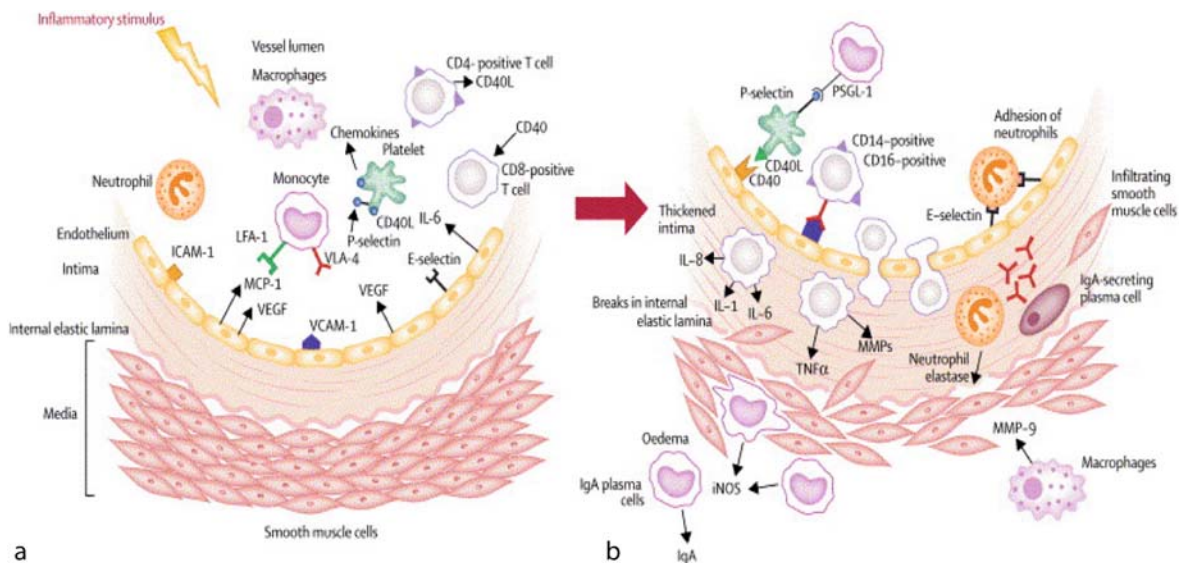 Inflammatory stimulus
Vessel lumen
Macrophages
CD4- positive T cell
CD40L
Chemokines
Platelet
CD40
CD8-positive
T cell
Neutrophil
Monocyte
CD40L
IL-6
P-selectin
Endothelium
ICAM-1
LFA-1
VLA-4
E-selectin
Intima
MCP-1
VEGF
VEGF
Internal elastic lamina
VCAM-1
Media
Smooth muscle cells
a
P-selectin
PSGL-1
CD14-positive
CD16-positive
Adhesion of
neutrophils
CD40L
CD40
Thickened
intima
E-selectin
Infiltrating
smooth
muscle cells
IL-8
IL-1
IL-6
Breaks in internal
elastic lamina
IgA-secreting
plasma cell
MMPs
TNFα
Neutrophil
elastase
Oedema
MMP-9
Macrophages
IgA plasma
cells
iNOS
IgA
b